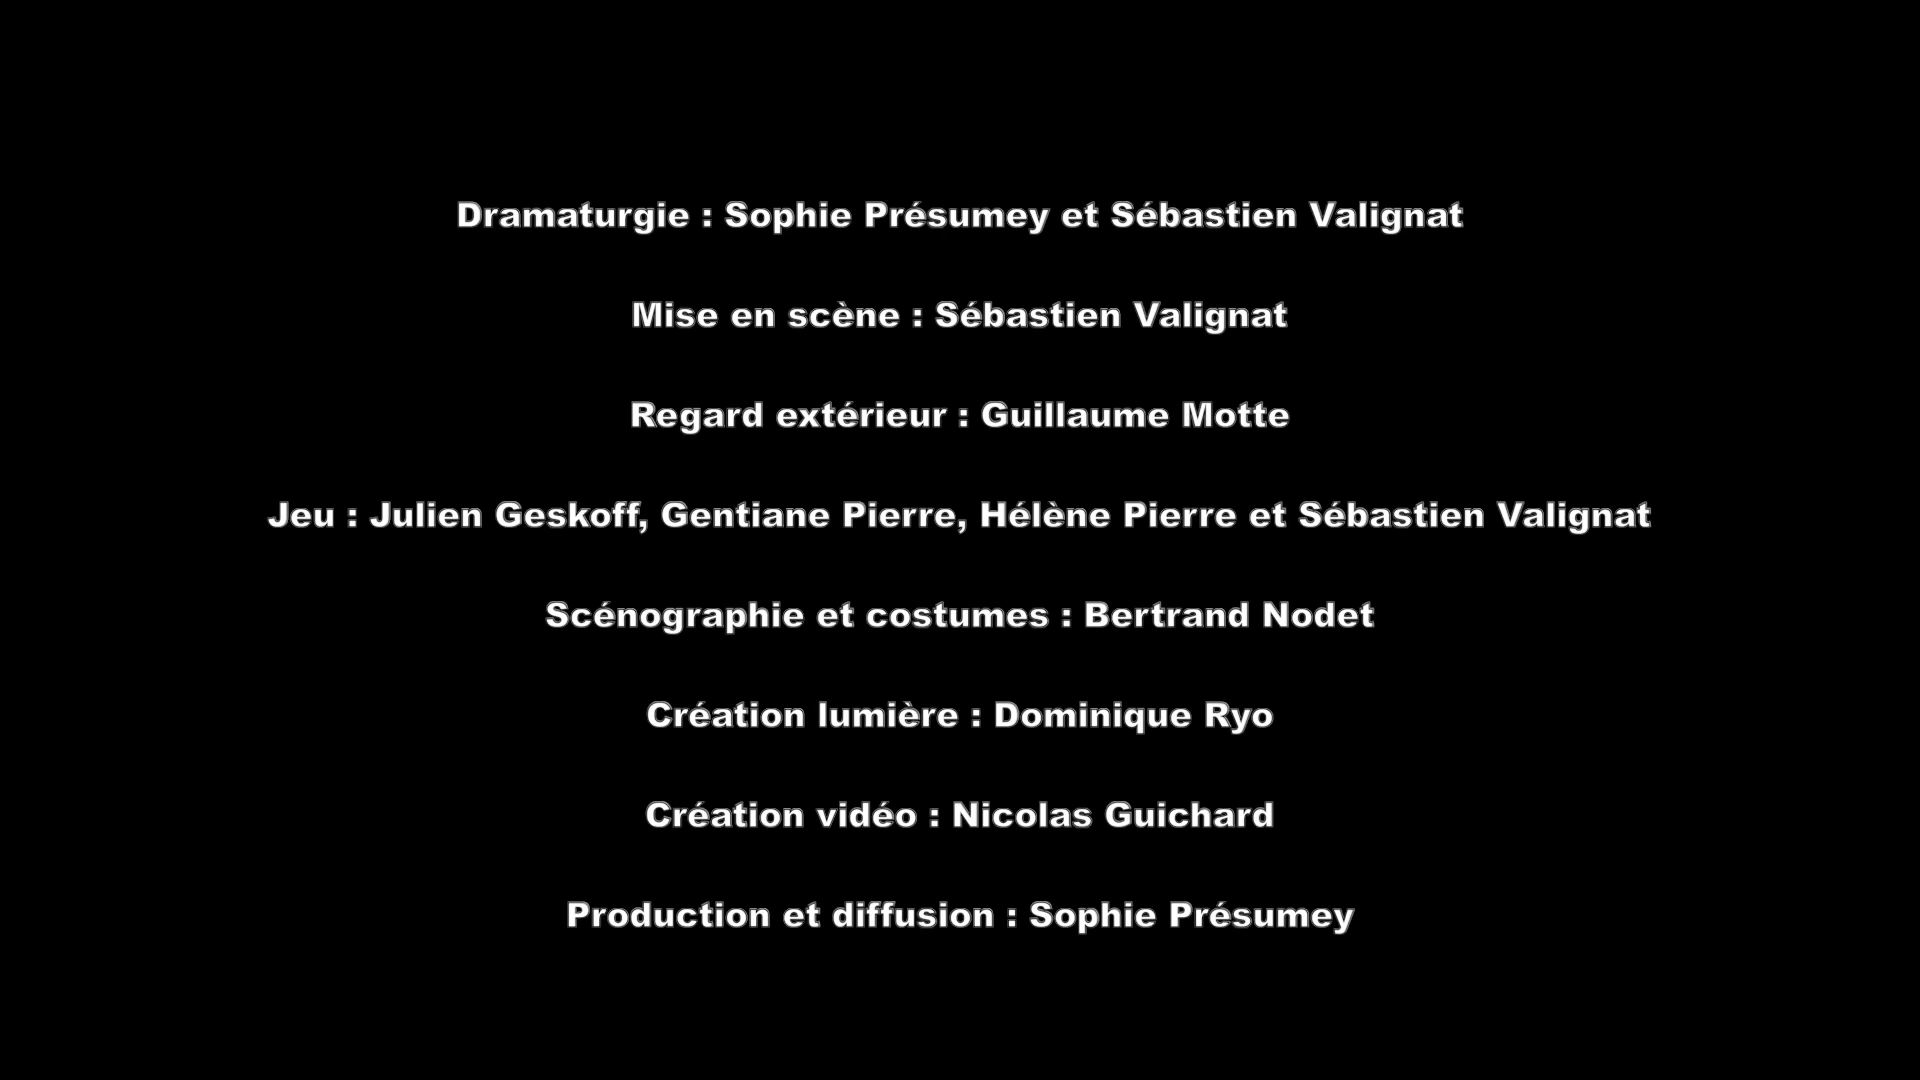 Dramaturgie : Sophie Présumey et Sébastien Valignat
Mise en scène : Sébastien Valignat
Regard extérieur : Guillaume Motte
Jeu : Julien Geskoff, Gentiane Pierre, Hélène Pierre et Sébastien Valignat
Scénographie et costumes : Bertrand Nodet
Création lumière : Dominique Ryo
Création vidéo : Nicolas Guichard
Production et diffusion : Sophie Présumey